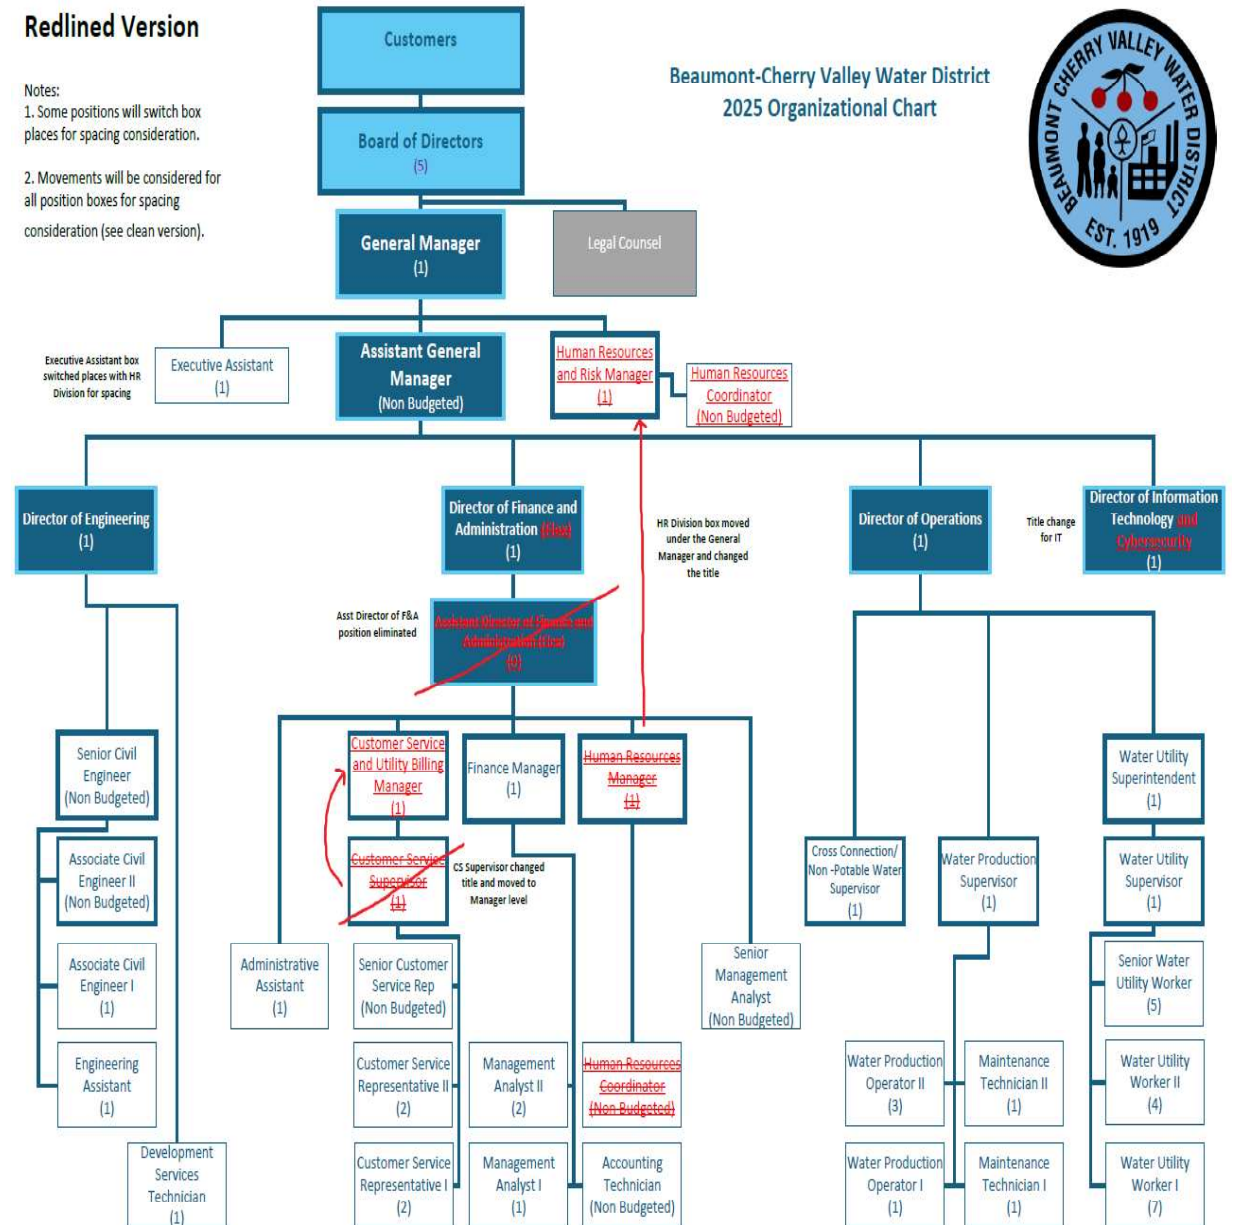 Redlined Version
Notes:
1. Some positions will switch box
places for spacing consideration.
2. Movements will be considered for
all position boxes for spacing
consideration (see clean version).
Customers
Board of Directors
(5)
Beaumont-Cherry Valley Water District
2025 Organizational Chart
BEAUMONT CHERRY VALLEY WATER DISTRICT
EST. 1919
General Manager
(1)
Legal Counsel
Executive Assistant box
switched places with HR
Division for spacing
Executive Assistant
(1)
Assistant General
Manager
(Non Budgeted)
Human Resources
and Risk Manager
(1)
Human Resources
Coordinator
(Non Budgeted)
Director of Engineering
(1)
Director of Finance and
Administration (Flex)
(1)
HR Division box moved
under the General
Manager and changed
the title
Director of Operations
(1)
Title change
for IT
Director of Information
Technology and
Cybersecurity
(1)
Asst Director of F&A
position eliminated
Assistant Director of Finance and
Administration (Flex)
(0)
Senior Civil
Engineer
(Non Budgeted)
Customer Service
and Utility Billing
Manager
(1)
Finance Manager
(1)
Human Resources
Manager
(1)
Water Utility
Superintendent
(1)
Associate Civil
Engineer II
(Non Budgeted)
Customer Service
Supervisor
(1)
CS Supervisor changed
title and moved to
Manager level
Cross Connection/
Non -Potable Water
Supervisor
(1)
Water Production
Supervisor
(1)
Water Utility
Supervisor
(1)
Associate Civil
Engineer I
(1)
Administrative
Assistant
(1)
Senior Customer
Service Rep
(Non Budgeted)
Senior
Management
Analyst
(Non Budgeted)
Senior Water
Utility Worker
(5)
Engineering
Assistant
(1)
Customer Service
Representative II
(2)
Management
Analyst II
(2)
Human Resources
Coordinator
(Non Budgeted)
Water Production
Operator II
(3)
Maintenance
Technician II
(1)
Water Utility
Worker II
(4)
Development
Services
Technician
(1)
Customer Service
Representative I
(2)
Management
Analyst I
(1)
Accounting
Technician
(Non Budgeted)
Water Production
Operator I
(1)
Maintenance
Technician I
(1)
Water Utility
Worker I
(7)